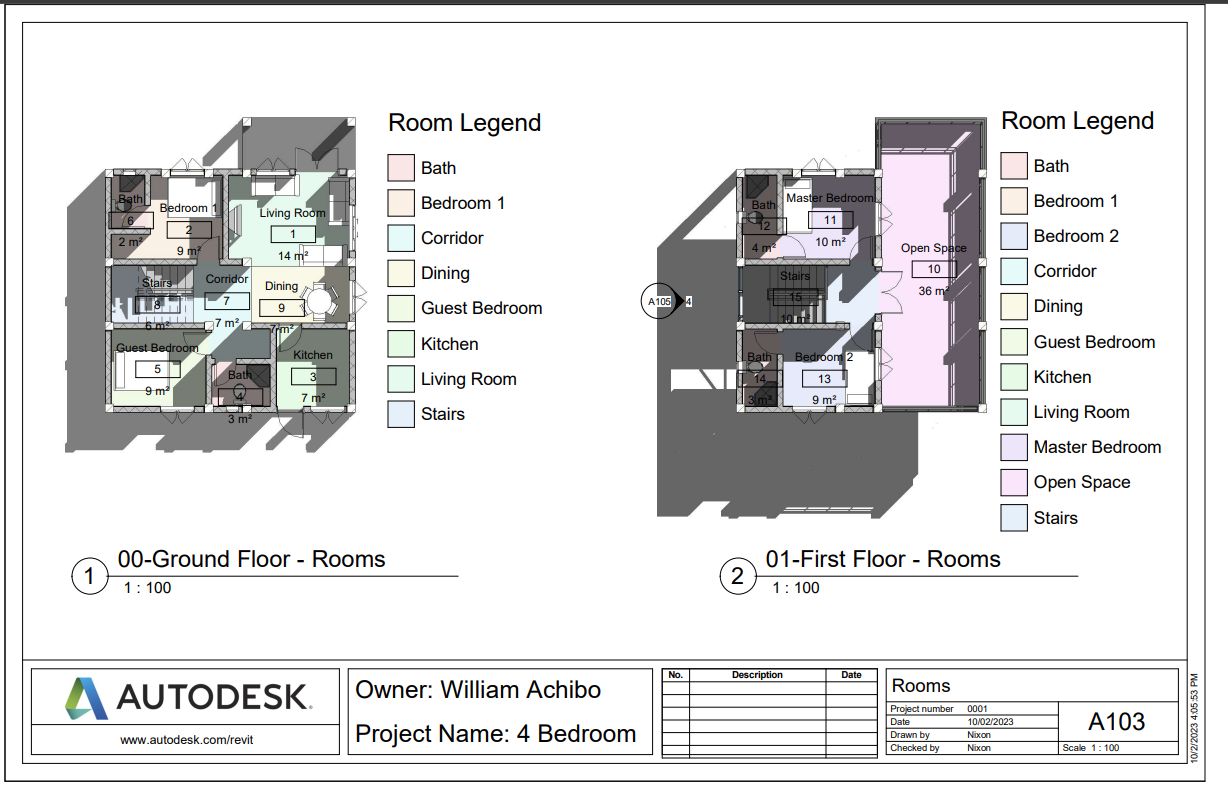 Room Legend
Bath
Bedroom 1
Corridor
Dining
Guest Bedroom
Kitchen
Living Room
Stairs
Bath
6
2 m²
Bedroom 1
2
9 m²
Living Room
1
14 m²
Stairs
8
6 m²
Corridor
7
7 m²
Dining
9
7 m²
Guest Bedroom
5
9 m²
Bath
4
3 m²
Kitchen
3
7 m²
1
00-Ground Floor - Rooms
1 : 100
Room Legend
Bath
Bedroom 1
Bedroom 2
Corridor
Dining
Guest Bedroom
Kitchen
Living Room
Master Bedroom
Open Space
Stairs
Bath
12
4 m²
Master Bedroom
11
10 m²
Open Space
10
36 m²
Stairs
15
10 m²
A105
4
Bath
14
3 m²
Bedroom 2
13
9 m²
2
01-First Floor - Rooms
1 : 100
AUTODESK.
www.autodesk.com/revit
Owner: William Achibo
Project Name: 4 Bedroom
No. Description Date
Rooms
Project number 0001
Date 10/02/2023
Drawn by Nixon
Checked by Nixon
A103
Scale 1 : 100
10/2/2023 4:05:53 PM